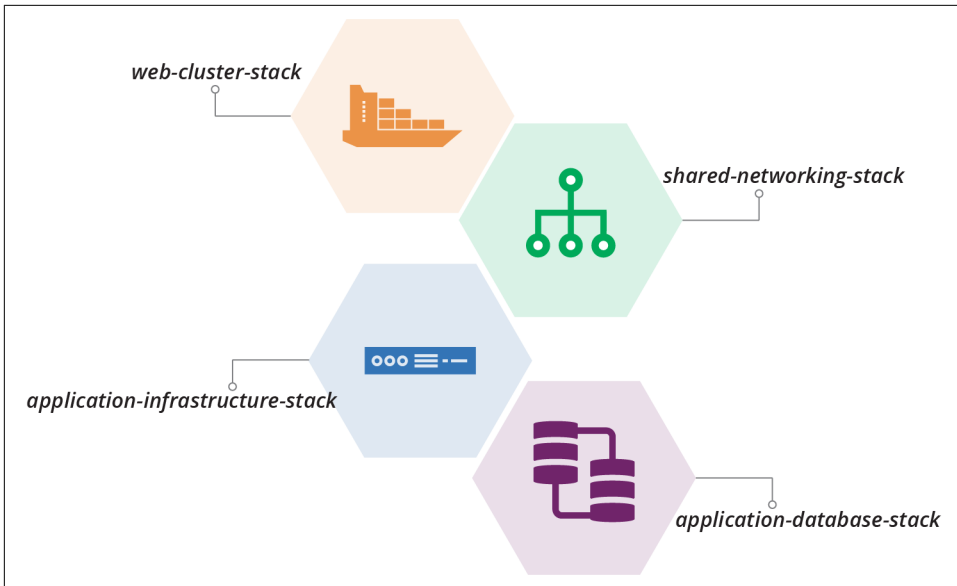 web-cluster-stack
shared-networking-stack
application-infrastructure-stack
application-database-stack